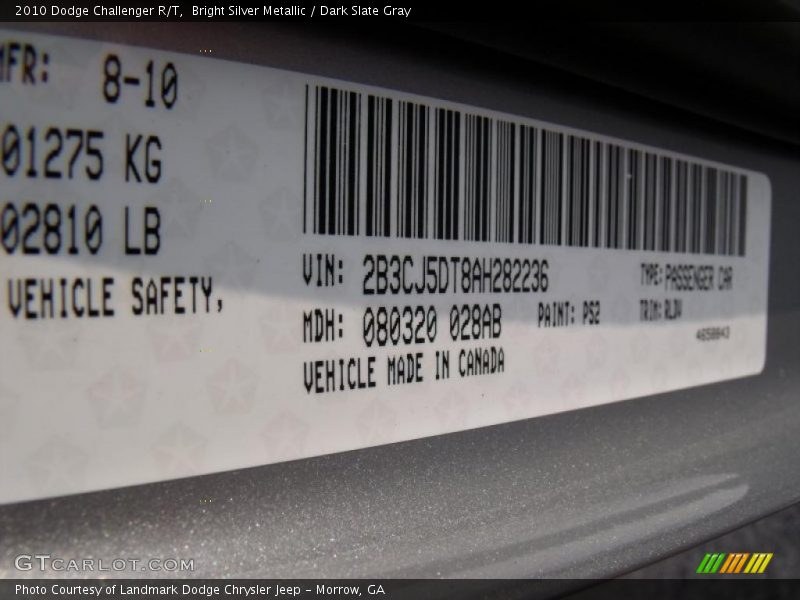 2010 Dodge Challenger R/T, Bright Silver Metallic / Dark Slate Gray
MFR: 8-10
01275 KG
02810 LB
VEHICLE SAFETY,
VIN: 2B3CJ5DT8AH282236
TYPE: PASSENGER CAR
MDH: 080320 028AB
PAINT: PS2
TRIM: RLDV
VEHICLE MADE IN CANADA
4658843
GTCARLOT.COM
Photo Courtesy of Landmark Dodge Chrysler Jeep – Morrow, GA